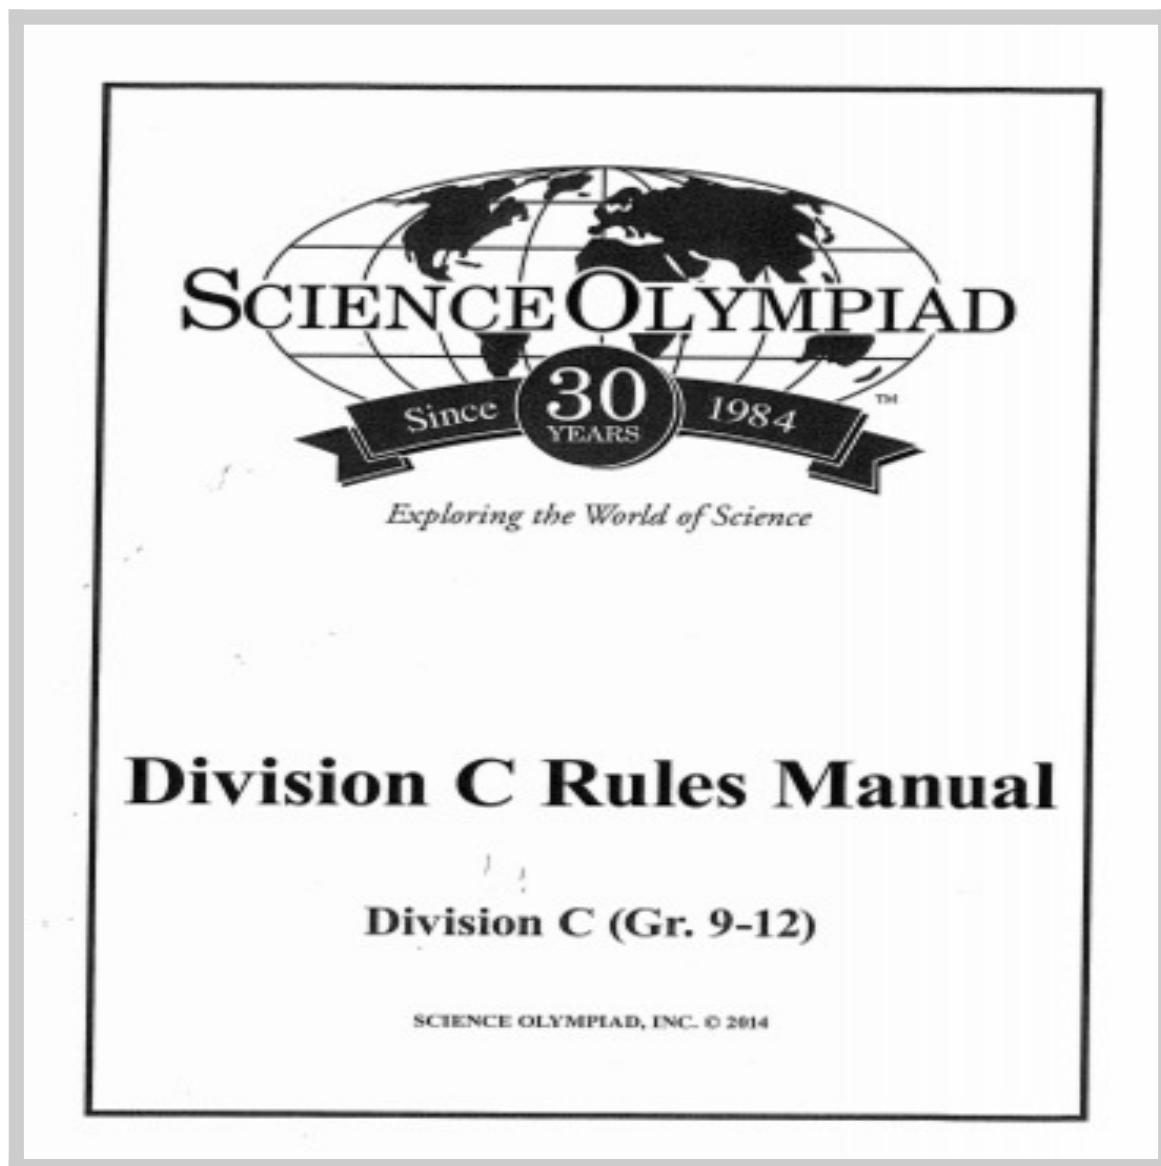 SCIENCE OLYMPIAD
TM
Since 30 1984
YEARS
Exploring the World of Science
Division C Rules Manual
Division C (Gr. 9-12)
SCIENCE OLYMPIAD, INC. © 2014